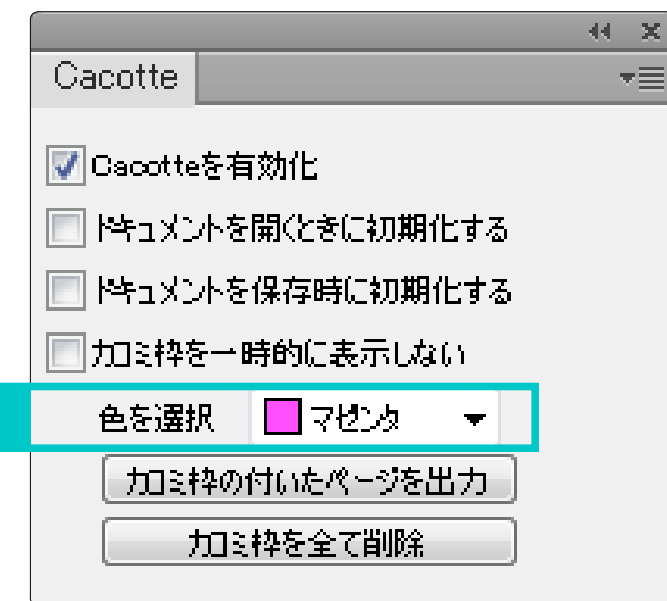 Cacotte
Cacotteを有効化
ドキュメントを開くときに初期化する
ドキュメントを保存時に初期化する
カコミ枠を一時的に表示しない
色を選択 マゼンタ
カコミ枠の付いたページを出力
カコミ枠を全て削除